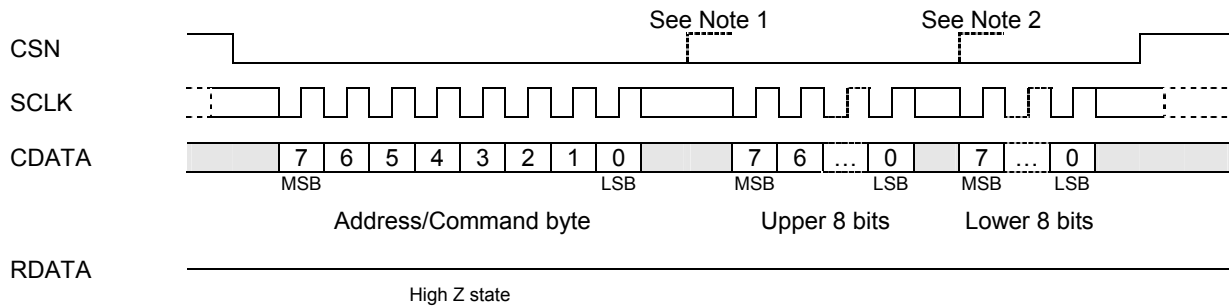 See Note 1 See Note 2
CSN
SCLK
CDATA 7 6 5 4 3 2 1 0 7 6 … 0 7 … 0
MSB LSB MSB LSB MSB LSB
Address/Command byte Upper 8 bits Lower 8 bits
RDATA
High Z state